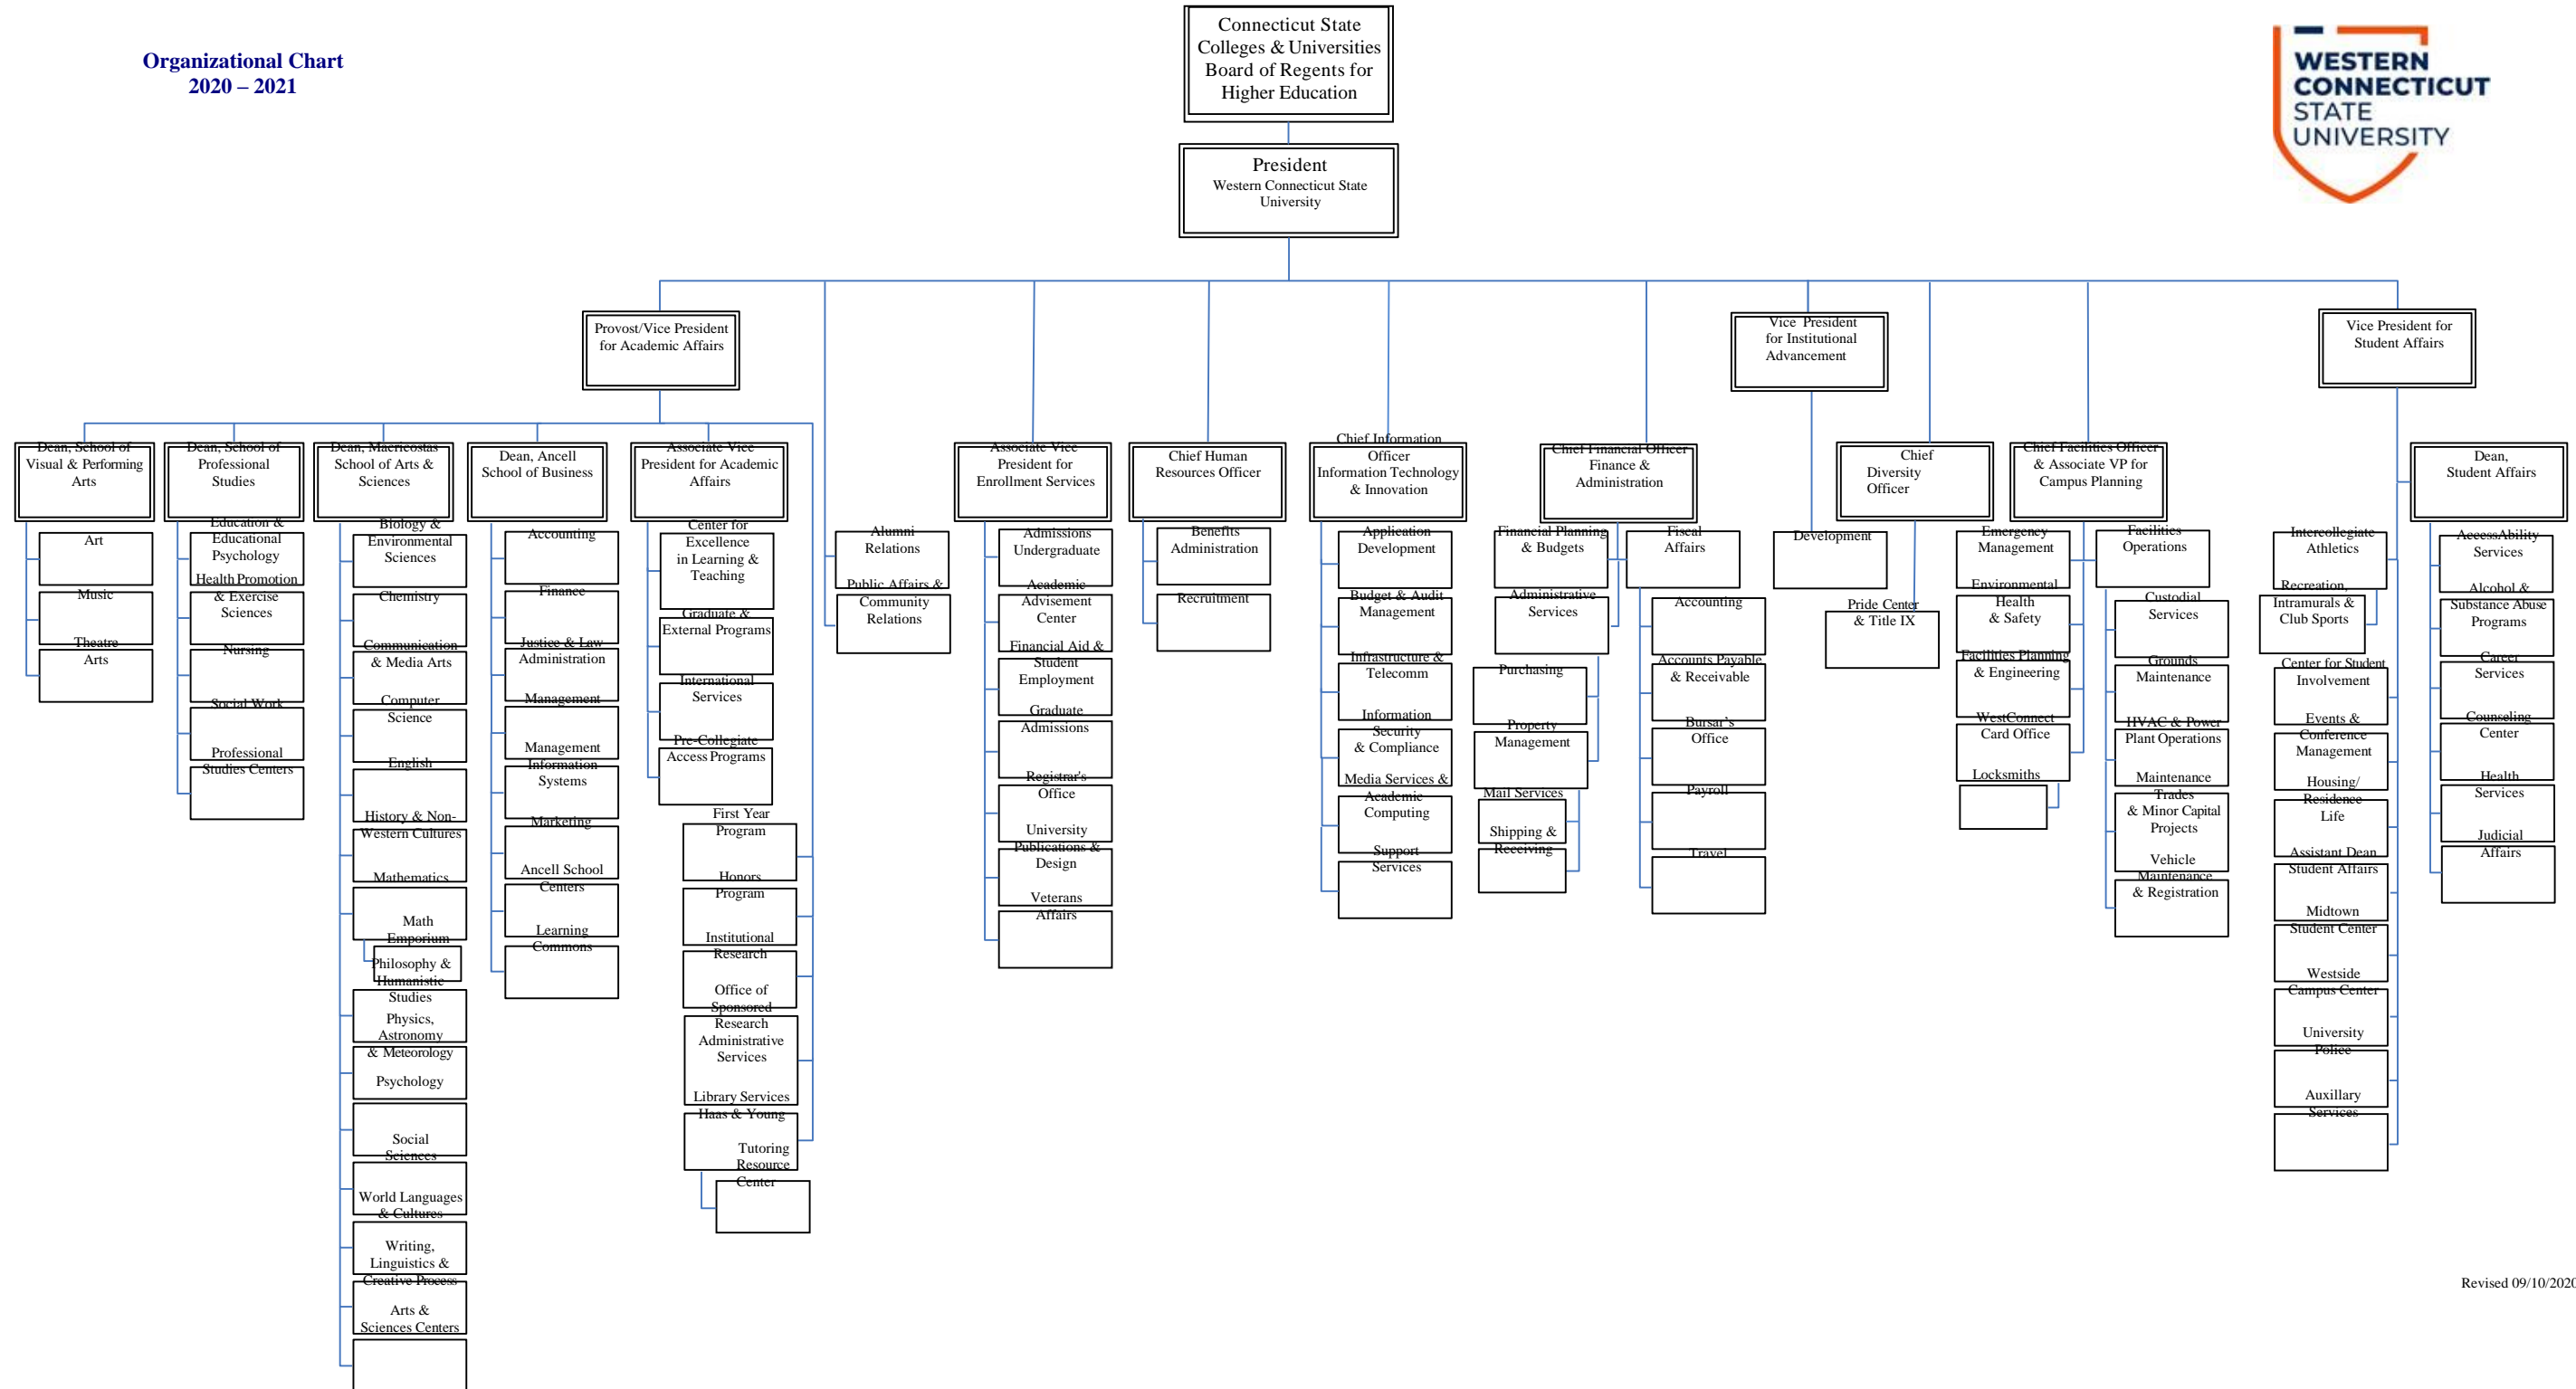 Organizational Chart
2020 – 2021
Connecticut State
Colleges & Universities
Board of Regents for
Higher Education
WESTERN
CONNECTICUT
STATE
UNIVERSITY
President
Western Connecticut State
University
Provost/Vice President
for Academic Affairs
Vice President
for Institutional
Advancement
Vice President for
Student Affairs
Dean, School of
Visual & Performing
Arts
Art
Music
Theatre
Arts
Dean, School of
Professional
Studies
Education &
Educational
Psychology
Health Promotion
& Exercise
Sciences
Nursing
Social Work
Professional
Studies Centers
Dean, Macricostas
School of Arts &
Sciences
Biology &
Environmental
Sciences
Chemistry
Communication
& Media Arts
Computer
Science
English
History & Non-
Western Cultures
Mathematics
Math
Emporium
Philosophy &
Humanistic
Studies
Physics,
Astronomy
& Meteorology
Psychology
Social
Sciences
World Languages
& Cultures
Writing,
Linguistics &
Creative Process
Arts &
Sciences Centers
Dean, Ancell
School of Business
Accounting
Finance
Justice & Law
Administration
Management
Management
Information
Systems
Marketing
Ancell School
Centers
Learning
Commons
Associate Vice
President for Academic
Affairs
Center for
Excellence
in Learning &
Teaching
Graduate &
External Programs
International
Services
Pre-Collegiate
Access Programs
First Year
Program
Honors
Program
Institutional
Research
Office of
Sponsored
Research
Administrative
Services
Library Services
Haas & Young
Tutoring
Resource
Center
Alumni
Relations
Public Affairs &
Community
Relations
Associate Vice
President for
Enrollment Services
Admissions
Undergraduate
Academic
Advisement
Center
Financial Aid &
Student
Employment
Graduate
Admissions
Registrar's
Office
University
Publications &
Design
Veterans
Affairs
Chief Human
Resources Officer
Benefits
Administration
Recruitment
Chief Information
Officer
Information Technology
& Innovation
Application
Development
Budget & Audit
Management
Infrastructure &
Telecomm
Information
Security
& Compliance
Media Services &
Academic
Computing
Support
Services
Chief Financial Officer
Finance &
Administration
Financial Planning
& Budgets
Administrative
Services
Purchasing
Property
Management
Mail Services
Shipping &
Receiving
Fiscal
Affairs
Accounting
Accounts Payable
& Receivable
Bursar's
Office
Payroll
Travel
Development
Chief
Diversity
Officer
Pride Center
& Title IX
Chief Facilities Officer
& Associate VP for
Campus Planning
Emergency
Management
Environmental
Health
& Safety
Facilities Planning
& Engineering
WestConnect
Card Office
Locksmiths
Facilities
Operations
Custodial
Services
Grounds
Maintenance
HVAC & Power
Plant Operations
Maintenance
Trades
& Minor Capital
Projects
Vehicle
Maintenance
& Registration
Intercollegiate
Athletics
Recreation,
Intramurals &
Club Sports
Center for Student
Involvement
Events &
Conference
Management
Housing/
Residence
Life
Assistant Dean
Student Affairs
Midtown
Student Center
Westside
Campus Center
University
Police
Auxillary
Services
Dean,
Student Affairs
AccessAbility
Services
Alcohol &
Substance Abuse
Programs
Career
Services
Counseling
Center
Health
Services
Judicial
Affairs
Revised 09/10/2020